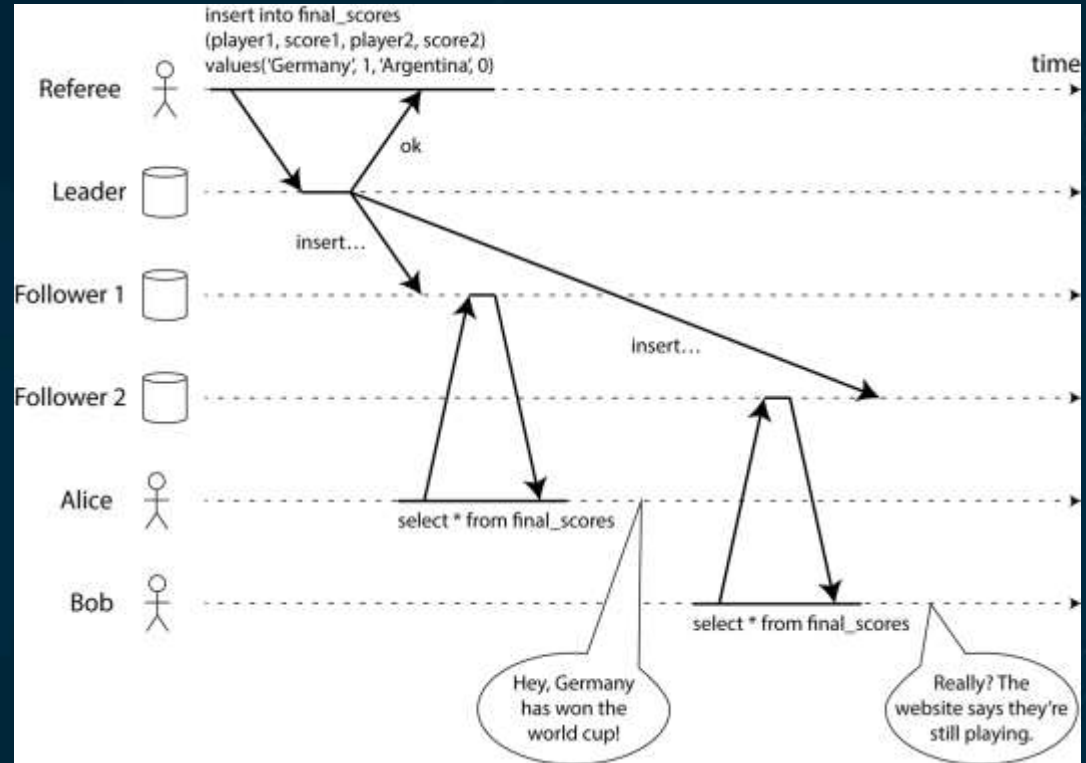 insert into final_scores
(player1, score1, player2, score2)
values('Germany', 1, 'Argentina', 0)
time
Referee
ok
Leader
insert…
Follower 1
insert…
Follower 2
Alice
select * from final_scores
Bob
select * from final_scores
Hey, Germany
has won the
world cup!
Really? The
website says they're
still playing.